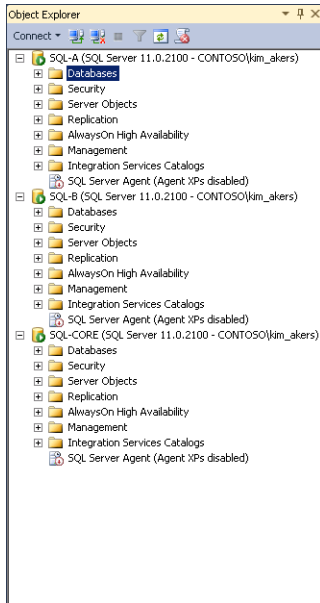 Object Explorer
Connect
SQL-A (SQL Server 11.0.2100 - CONTOSO\kim_akers)
Databases
Security
Server Objects
Replication
AlwaysOn High Availability
Management
Integration Services Catalogs
SQL Server Agent (Agent XPs disabled)
SQL-B (SQL Server 11.0.2100 - CONTOSO\kim_akers)
Databases
Security
Server Objects
Replication
AlwaysOn High Availability
Management
Integration Services Catalogs
SQL Server Agent (Agent XPs disabled)
SQL-CORE (SQL Server 11.0.2100 - CONTOSO\kim_akers)
Databases
Security
Server Objects
Replication
AlwaysOn High Availability
Management
Integration Services Catalogs
SQL Server Agent (Agent XPs disabled)